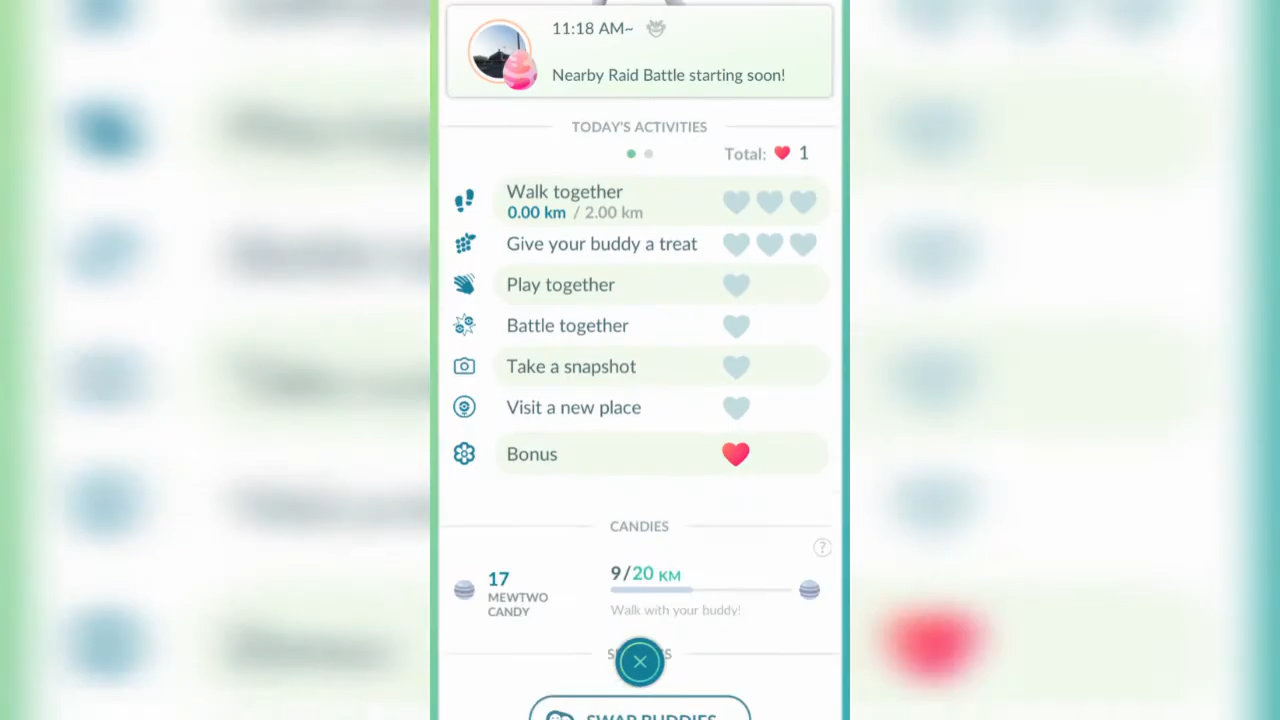 11:18 AM~
Nearby Raid Battle starting soon!
TODAY'S ACTIVITIES
Total: 1
Walk together
0.00 km / 2.00 km
Give your buddy a treat
Play together
Battle together
Take a snapshot
Visit a new place
Bonus
CANDIES
?
17
MEWTWO
CANDY
9/20 KM
Walk with your buddy!
SWAP BUDDIES